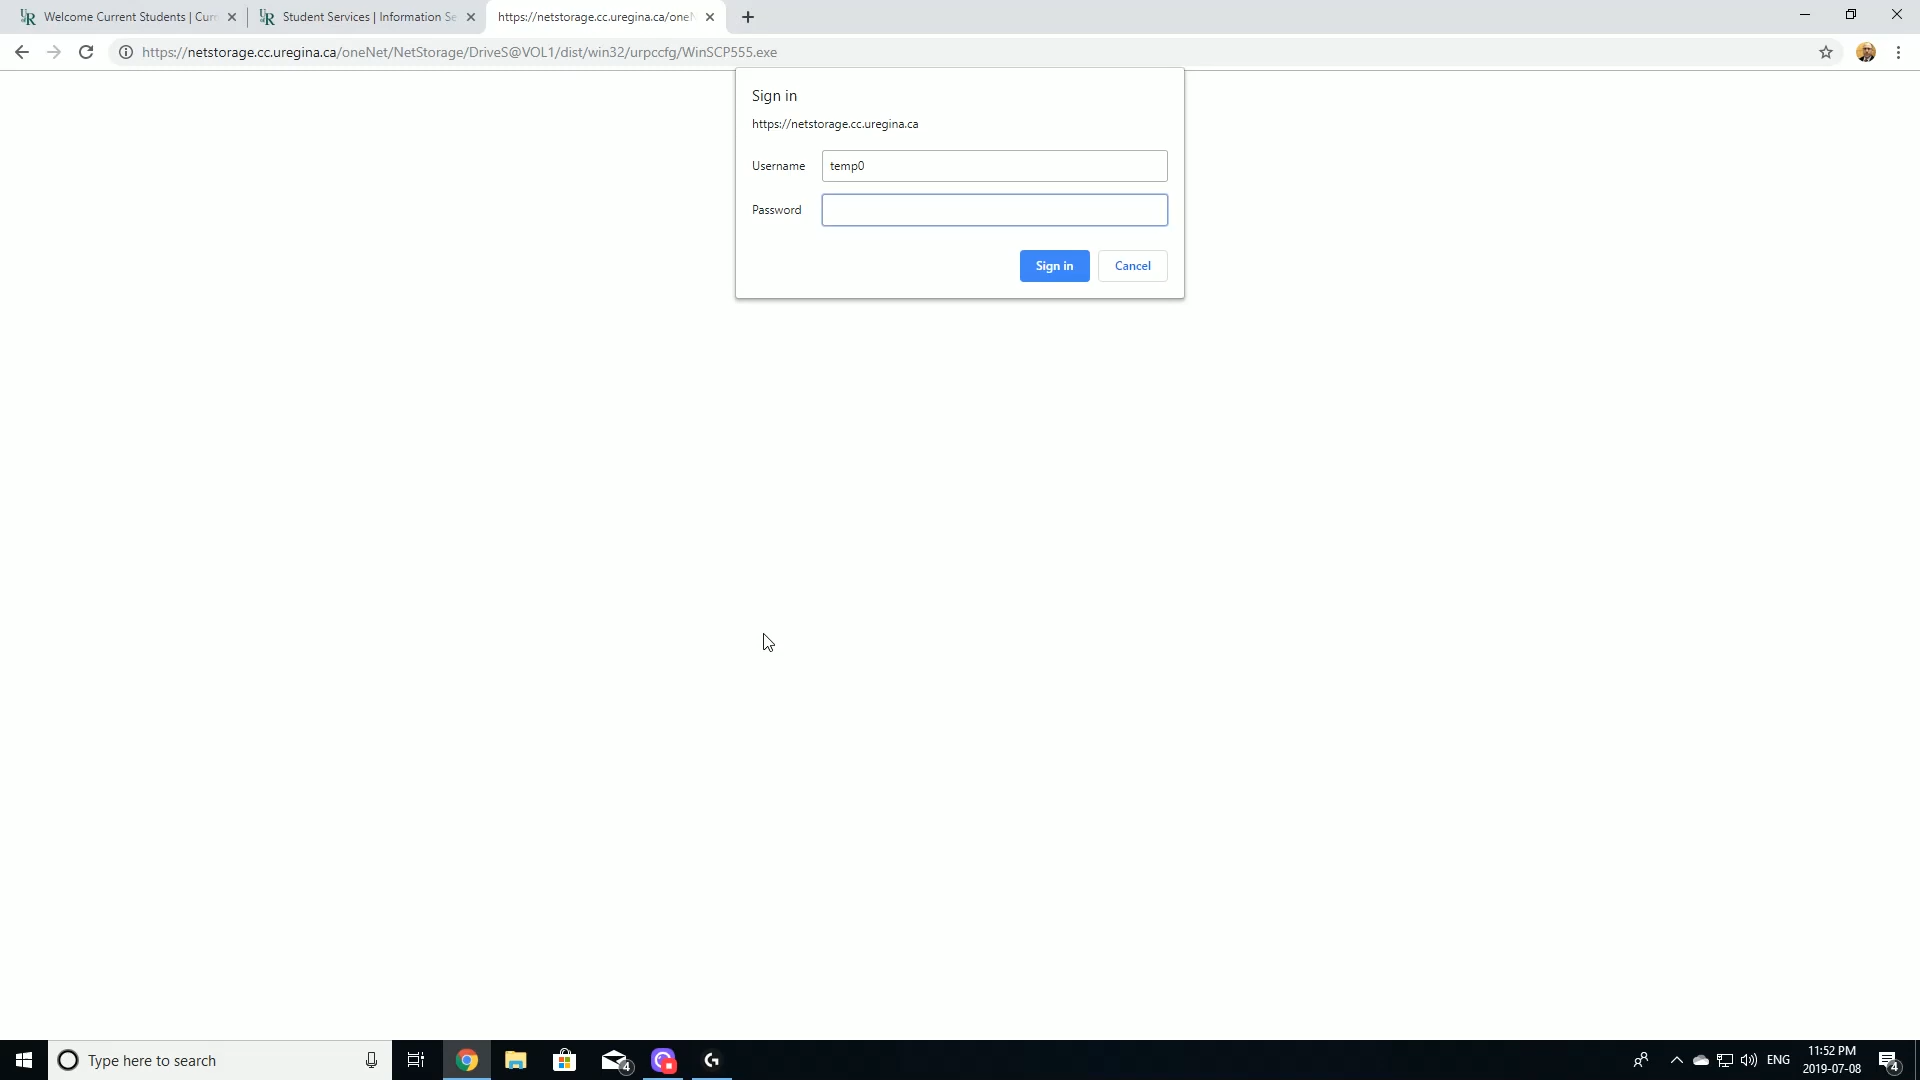 Welcome Current Students | Curr
Student Services | Information Se
https://netstorage.cc.uregina.ca/oneN
https://netstorage.cc.uregina.ca/oneNet/NetStorage/DriveS@VOL1/dist/win32/urpccfg/WinSCP555.exe
Sign in
https://netstorage.cc.uregina.ca
Username
temp0
Password
Sign in
Cancel
Type here to search
4
ENG
11:52 PM
2019-07-08
4